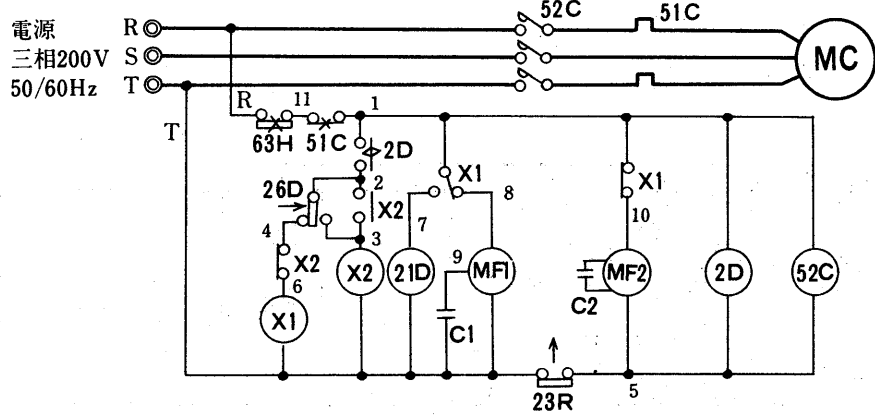 電源
三相200V
50/60Hz
R
S
T
52C
51C
MC
R
11
1
T
63H
51C
2D
X1
X1
26D
2
X2
7
8
10
4
3
9
X2
6
X2
21D
MF1
MF2
2D
52C
C2
X1
C1
23R
5